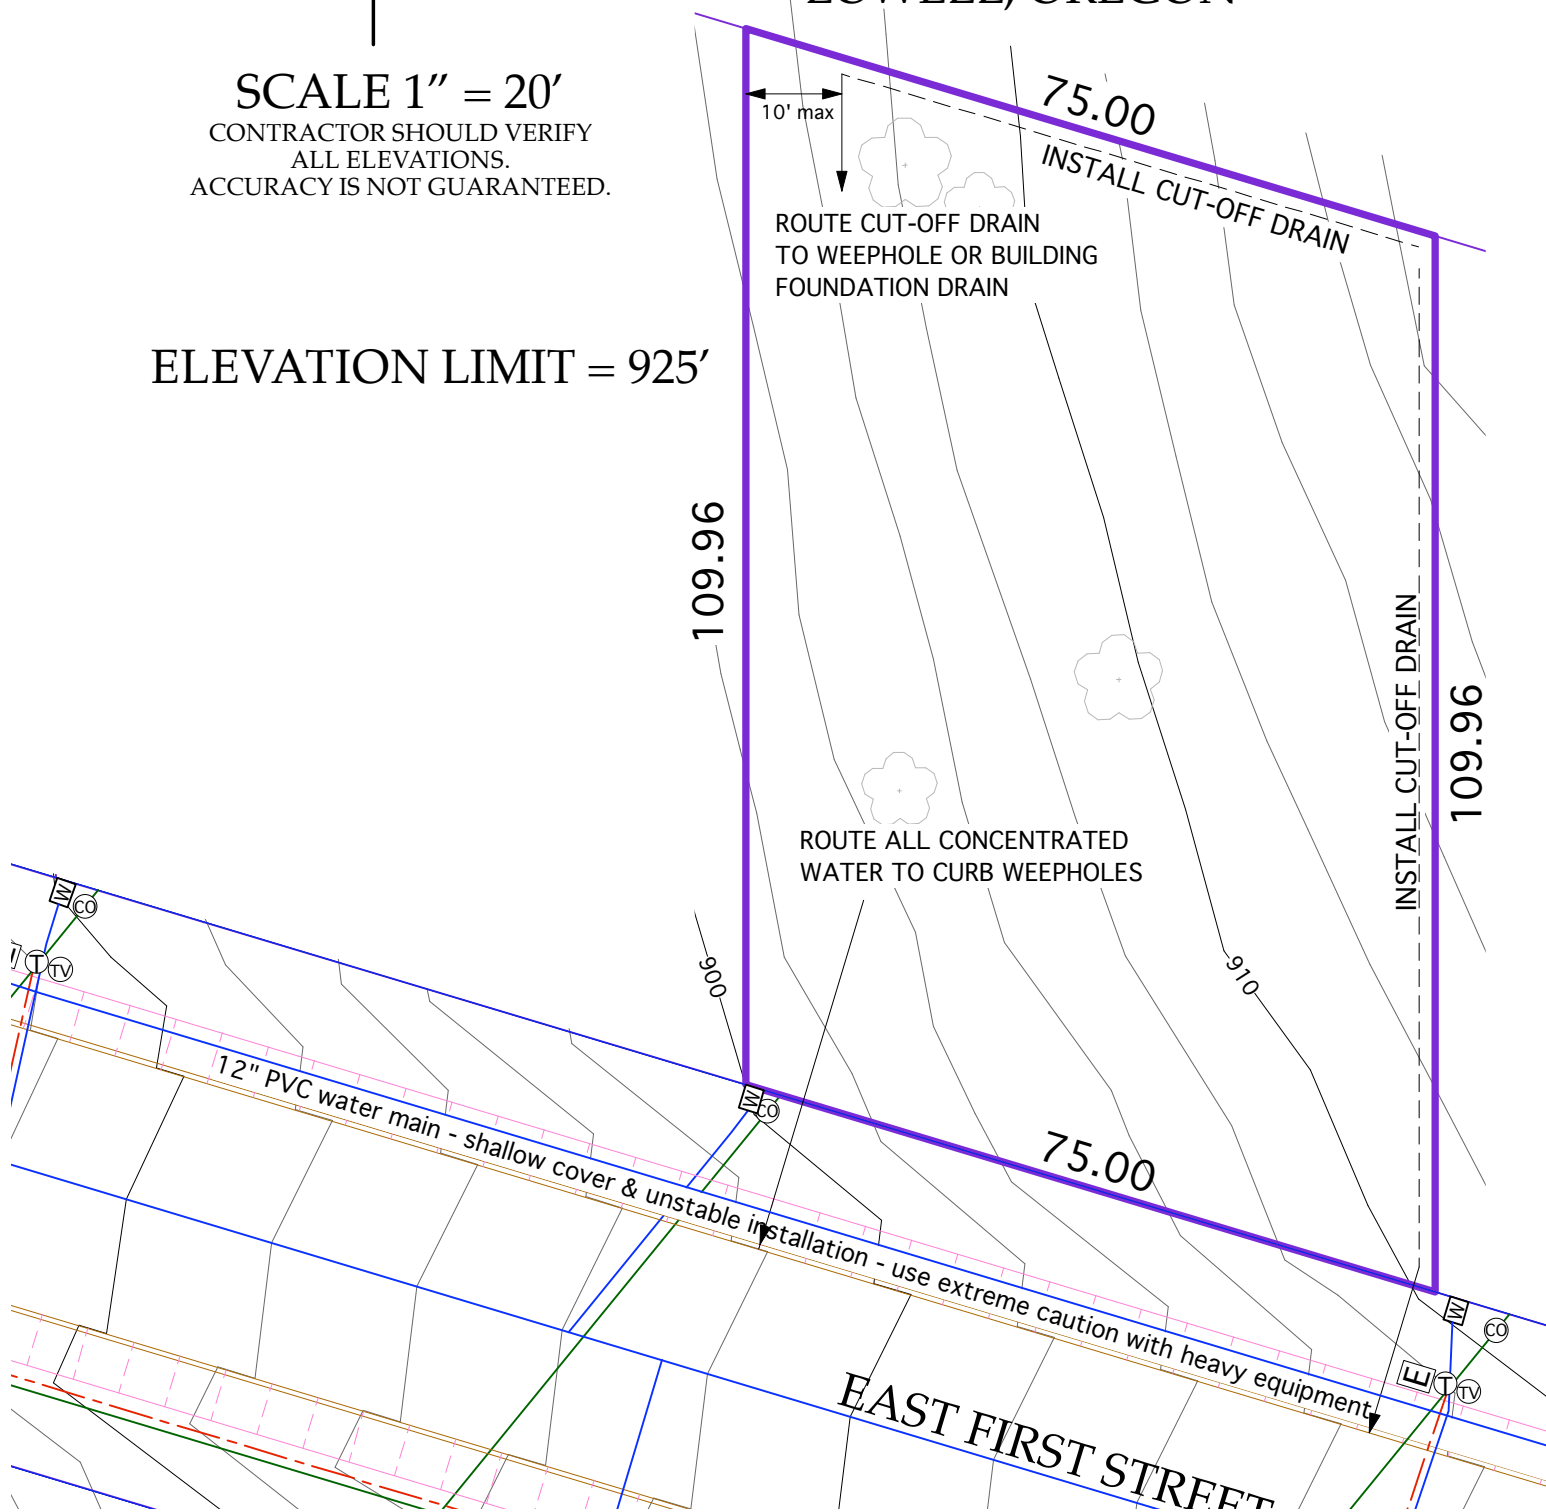 LOWELL, OREGON
SCALE 1" = 20'
CONTRACTOR SHOULD VERIFY
ALL ELEVATIONS.
ACCURACY IS NOT GUARANTEED.
75.00
10' max
INSTALL CUT-OFF DRAIN
ROUTE CUT-OFF DRAIN
TO WEEPHOLE OR BUILDING
FOUNDATION DRAIN
ELEVATION LIMIT = 925'
109.96
INSTALL CUT-OFF DRAIN
109.96
ROUTE ALL CONCENTRATED
WATER TO CURB WEEPHOLES
W
CO
T
TV
900
910
W
CO
12" PVC water main - shallow cover & unstable installation - use extreme caution with heavy equipment
75.00
W
CO
E
T
TV
EAST FIRST STREET